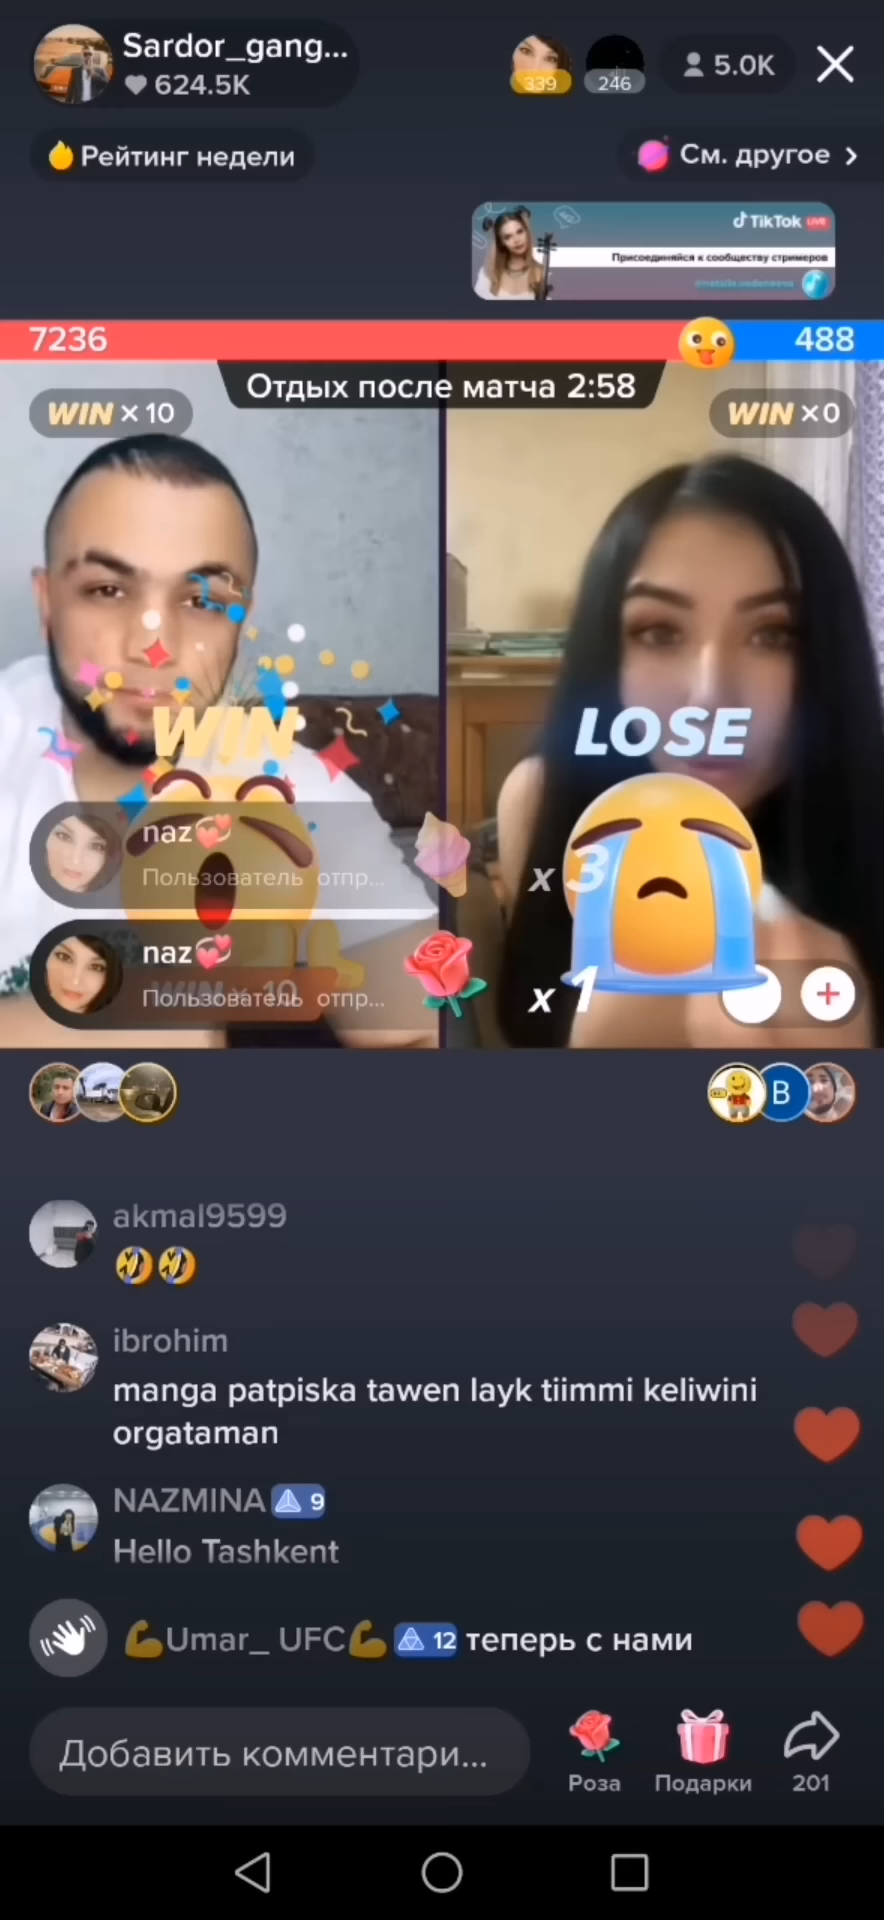 Sardor_gang...
624.5K
339
246
5.0K
Рейтинг недели
См. другое
TikTok LIVE
Присоединяйся к сообществу стримеров
7236
488
Отдых после матча 2:58
WIN × 10
WIN × 0
WIN
LOSE
naz
Пользователь отпр...
x 3
naz
Пользователь отпр...
WIN × 10
x 1
B
akmal9599
ibrohim
manga patpiska tawen layk tiimmi keliwini
orgataman
NAZMINA 9
Hello Tashkent
Umar_ UFC 12 теперь с нами
Добавить комментари...
Роза
Подарки
201